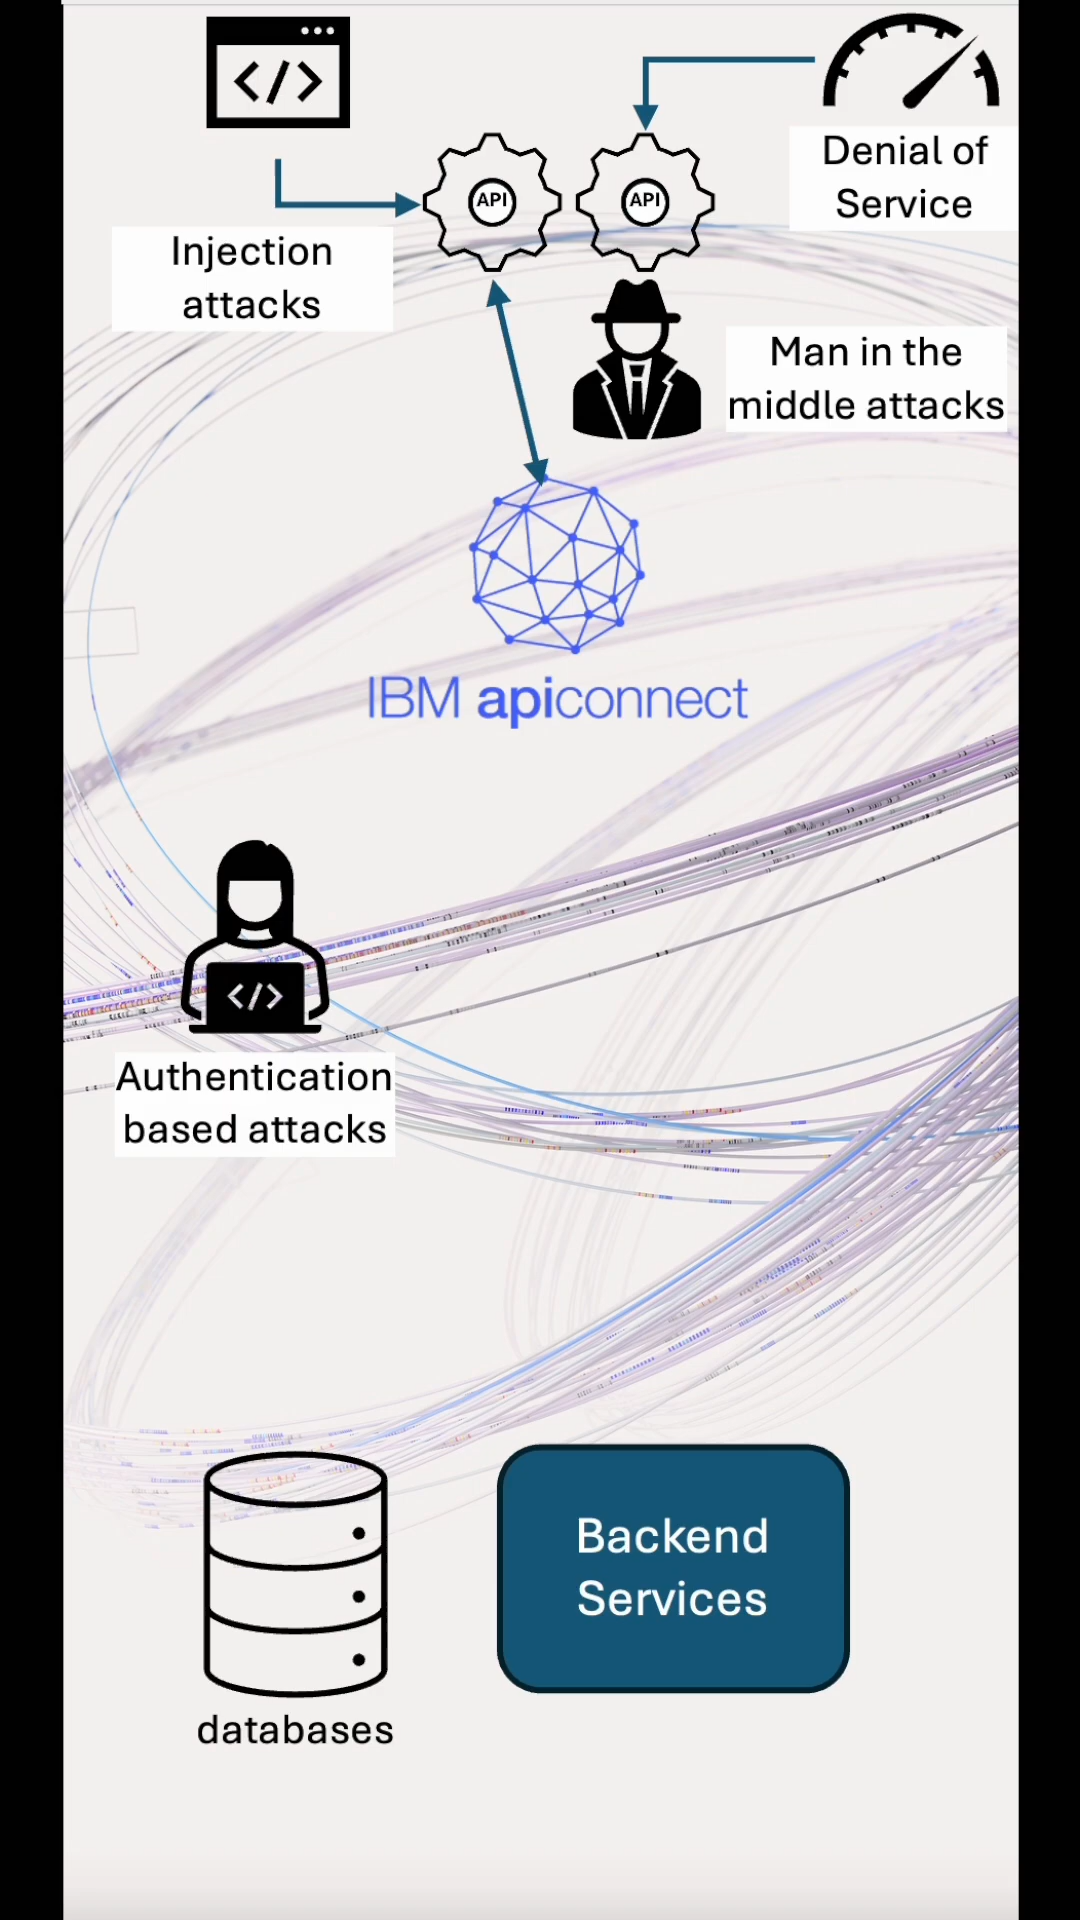 </>
Denial of
Service
API
API
Injection
attacks
Man in the
middle attacks
IBM apiconnect
</>
Authentication
based attacks
Backend
Services
databases